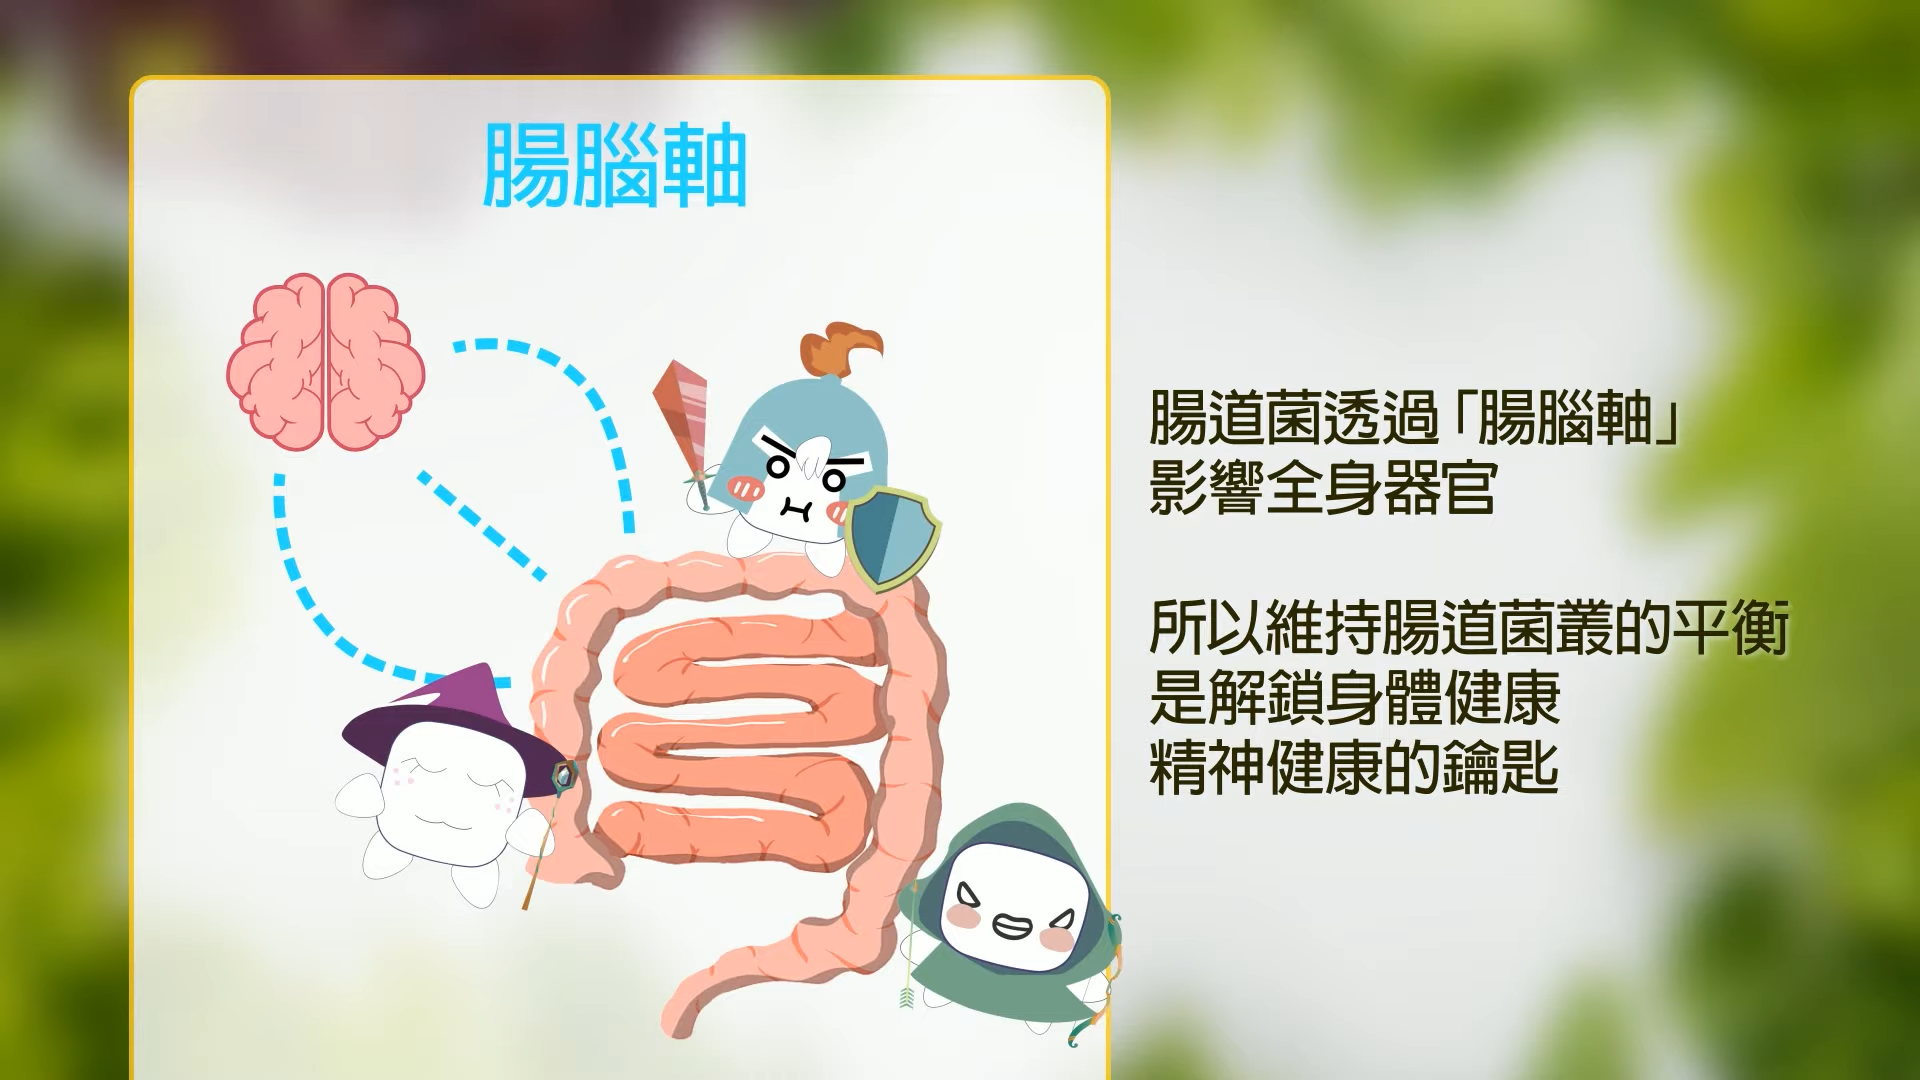 腸腦軸
腸道菌透過「腸腦軸」
影響全身器官
所以維持腸道菌叢的平衡
是解鎖身體健康
精神健康的鑰匙